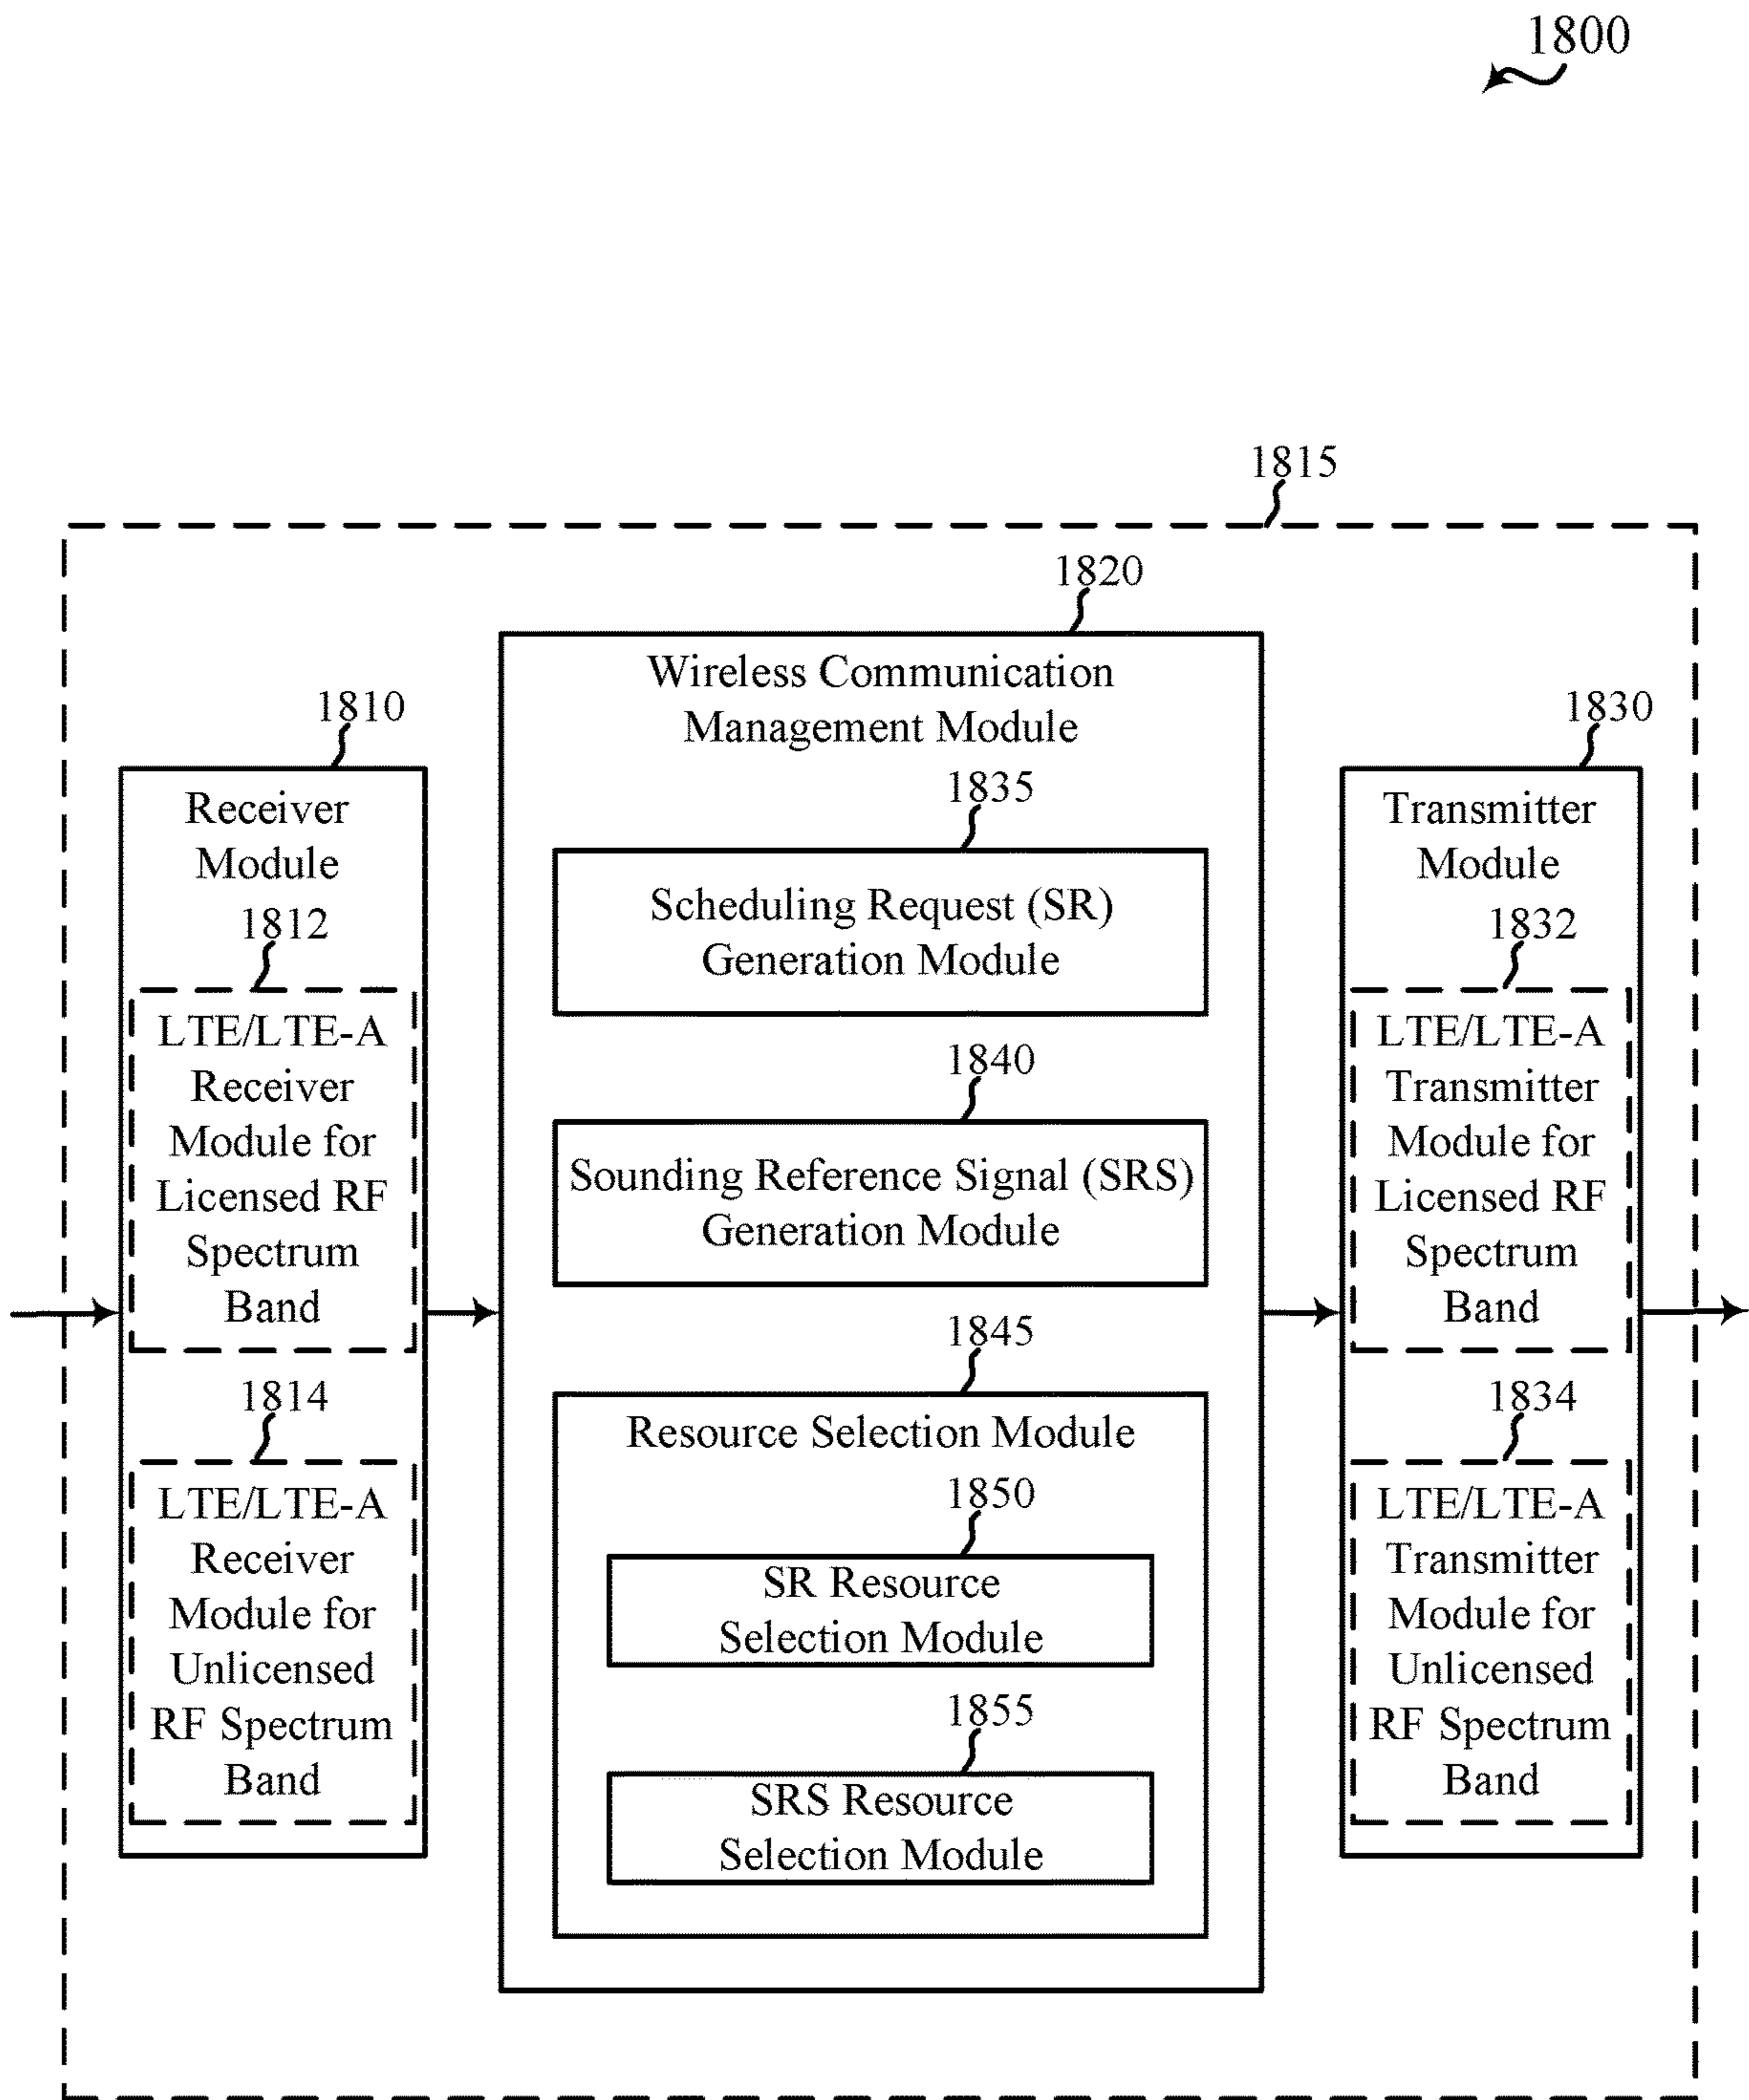 1800
1815
1820
Wireless Communication
Management Module
1810
Receiver
Module
1812
LTE/LTE-A
Receiver
Module for
Licensed RF
Spectrum
Band
1814
LTE/LTE-A
Receiver
Module for
Unlicensed
RF Spectrum
Band
1835
Scheduling Request (SR)
Generation Module
1840
Sounding Reference Signal (SRS)
Generation Module
1845
Resource Selection Module
1850
SR Resource
Selection Module
1855
SRS Resource
Selection Module
1830
Transmitter
Module
1832
LTE/LTE-A
Transmitter
Module for
Licensed RF
Spectrum
Band
1834
LTE/LTE-A
Transmitter
Module for
Unlicensed
RF Spectrum
Band